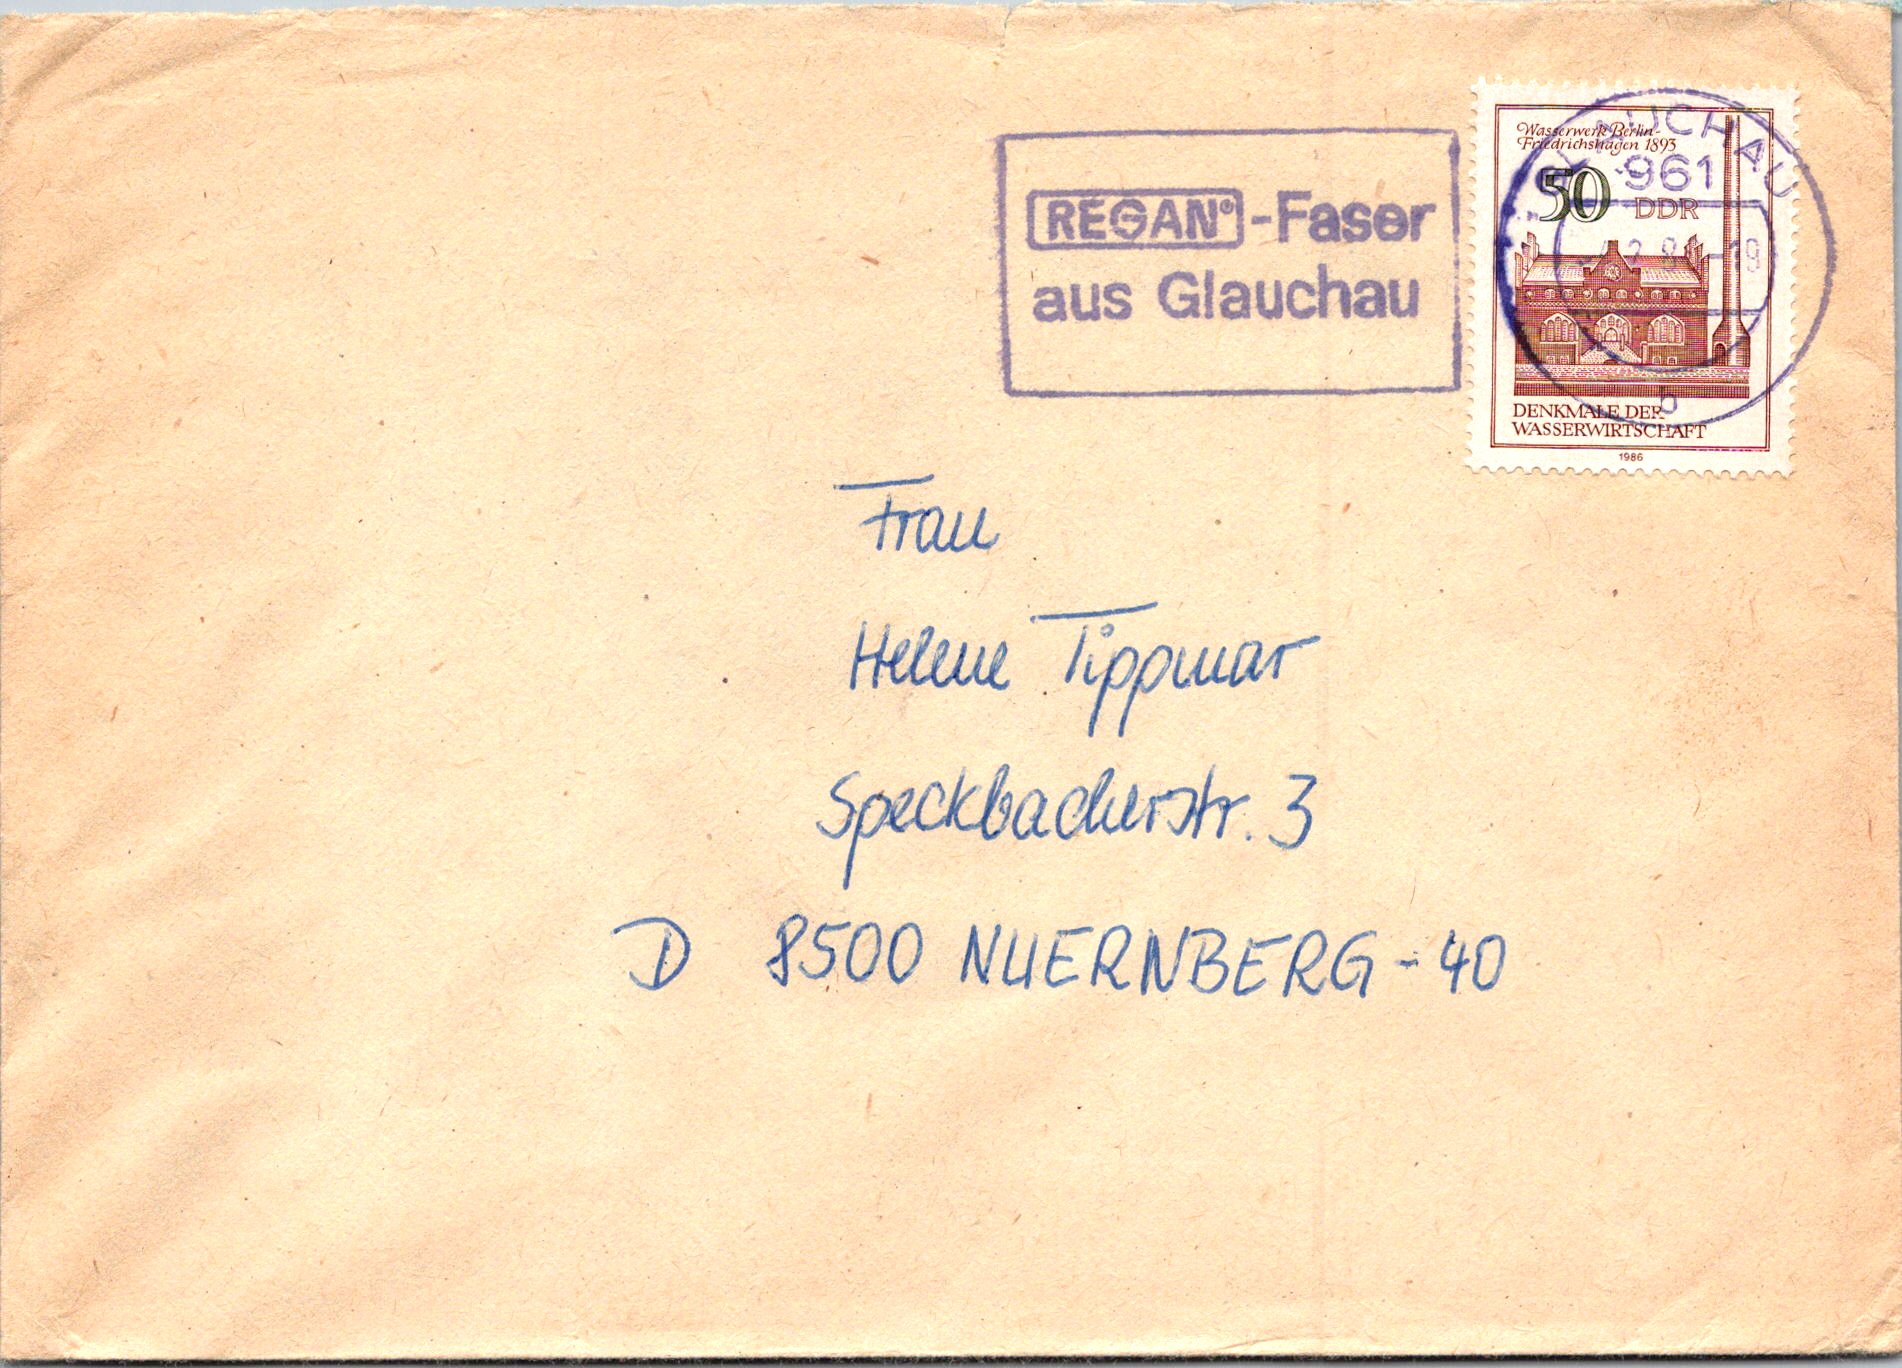 REGAN®-Faser
aus Glauchau
GLAUCHAU
961
b
Wasserwerk Berlin-
Friedrichshagen 1893
50 DDR
DENKMALE DER
WASSERWIRTSCHAFT
1986
Frau
Helene Tippmar
Speckbacherstr. 3
D 8500 NUERNBERG-40